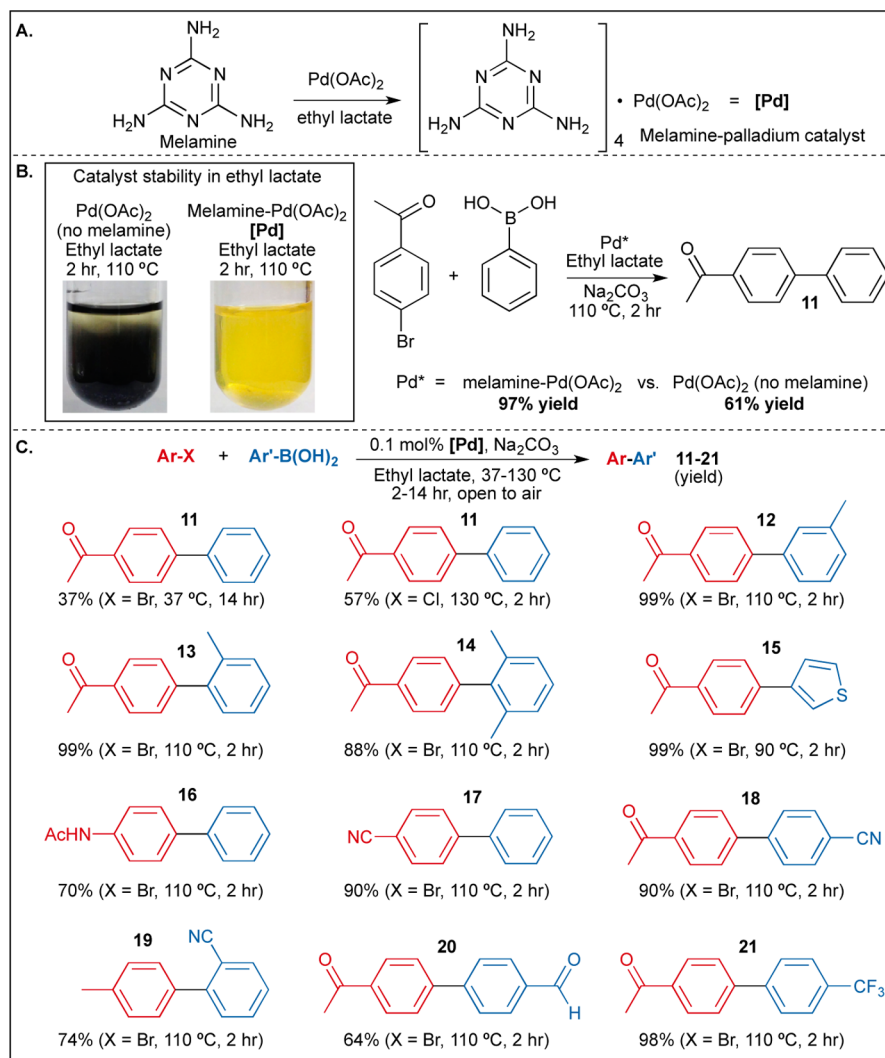 A.
NH2
N
N
N
H2N
NH2
Melamine
Pd(OAc)2
ethyl lactate
NH2
N
N
N
H2N
NH2
4
• Pd(OAc)2 = [Pd]
Melamine-palladium catalyst
B.
Catalyst stability in ethyl lactate
Pd(OAc)2
(no melamine)
Ethyl lactate
2 hr, 110 ºC
Melamine-Pd(OAc)2
[Pd]
Ethyl lactate
2 hr, 110 ºC
O
Br
+
HO
OH
B
Pd*
Ethyl lactate
Na2CO3
110 ºC, 2 hr
O
11
Pd* = melamine-Pd(OAc)2 vs. Pd(OAc)2 (no melamine)
97% yield 61% yield
C.
Ar-X + Ar'-B(OH)2
0.1 mol% [Pd], Na2CO3
Ethyl lactate, 37-130 ºC
2-14 hr, open to air
Ar-Ar' 11-21
(yield)
11
O
37% (X = Br, 37 ºC, 14 hr)
11
O
57% (X = Cl, 130 ºC, 2 hr)
12
O
99% (X = Br, 110 ºC, 2 hr)
13
O
99% (X = Br, 110 ºC, 2 hr)
14
O
88% (X = Br, 110 ºC, 2 hr)
15
O
S
99% (X = Br, 90 ºC, 2 hr)
16
AcHN
70% (X = Br, 110 ºC, 2 hr)
17
NC
90% (X = Br, 110 ºC, 2 hr)
18
O
CN
90% (X = Br, 110 ºC, 2 hr)
19
NC
74% (X = Br, 110 ºC, 2 hr)
20
O
O
H
64% (X = Br, 110 ºC, 2 hr)
21
O
CF3
98% (X = Br, 110 ºC, 2 hr)